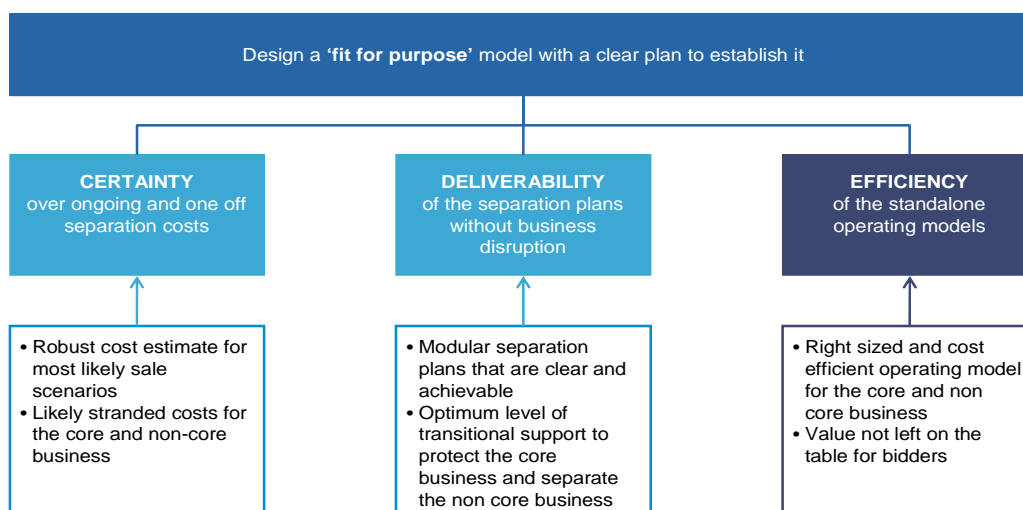 Design a ‘fit for purpose’ model with a clear plan to establish it
CERTAINTY
over ongoing and one off
separation costs
DELIVERABILITY
of the separation plans
without business
disruption
EFFICIENCY
of the standalone
operating models
• Robust cost estimate for
most likely sale
scenarios
• Likely stranded costs for
the core and non-core
business
• Modular separation
plans that are clear and
achievable
• Optimum level of
transitional support to
protect the core
business and separate
the non core business
• Right sized and cost
efficient operating model
for the core and non
core business
• Value not left on the
table for bidders